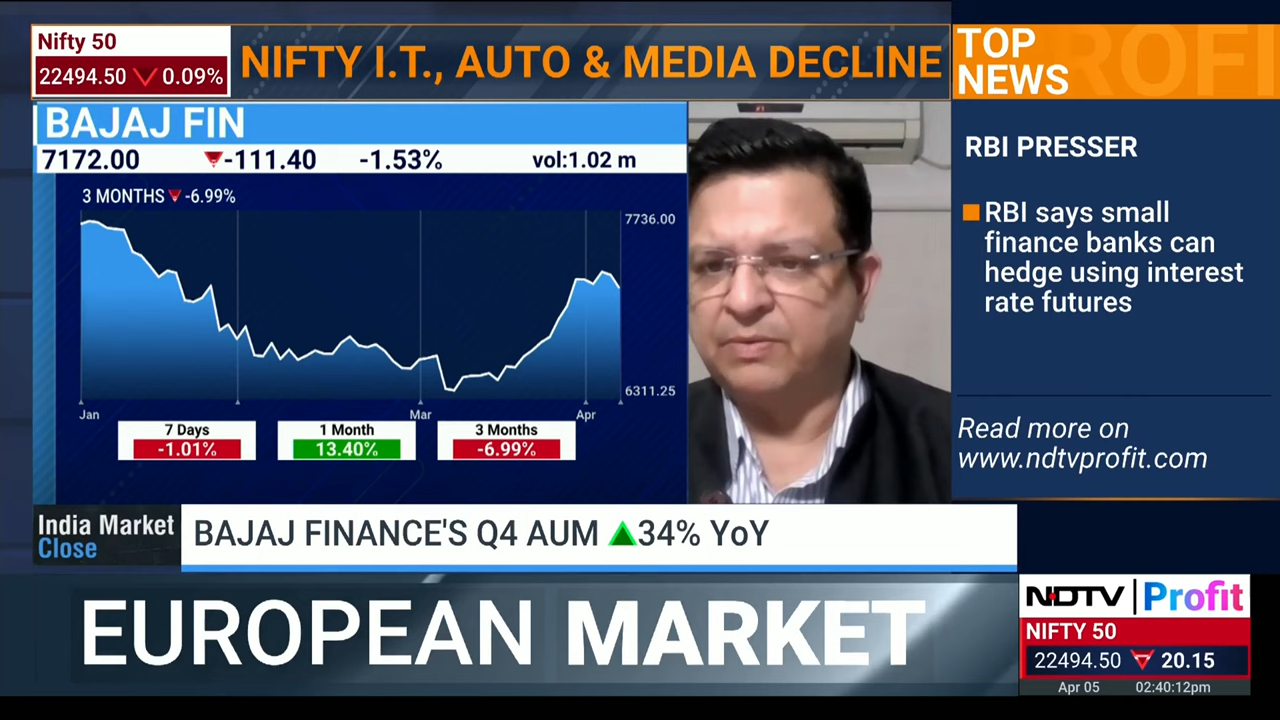 Nifty 50
22494.50 0.09%
NIFTY I.T., AUTO & MEDIA DECLINE
TOP
NEWS
BAJAJ FIN
7172.00 -111.40 -1.53% vol:1.02 m
3 MONTHS -6.99%
7736.00
6311.25
Jan Mar Apr
7 Days 1 Month 3 Months
-1.01% 13.40% -6.99%
RBI PRESSER
RBI says small
finance banks can
hedge using interest
rate futures
Read more on
www.ndtvprofit.com
India Market
Close
BAJAJ FINANCE'S Q4 AUM 34% YoY
EUROPEAN MARKET
NDTV Profit
NIFTY 50
22494.50 20.15
Apr 05 02:40:12pm